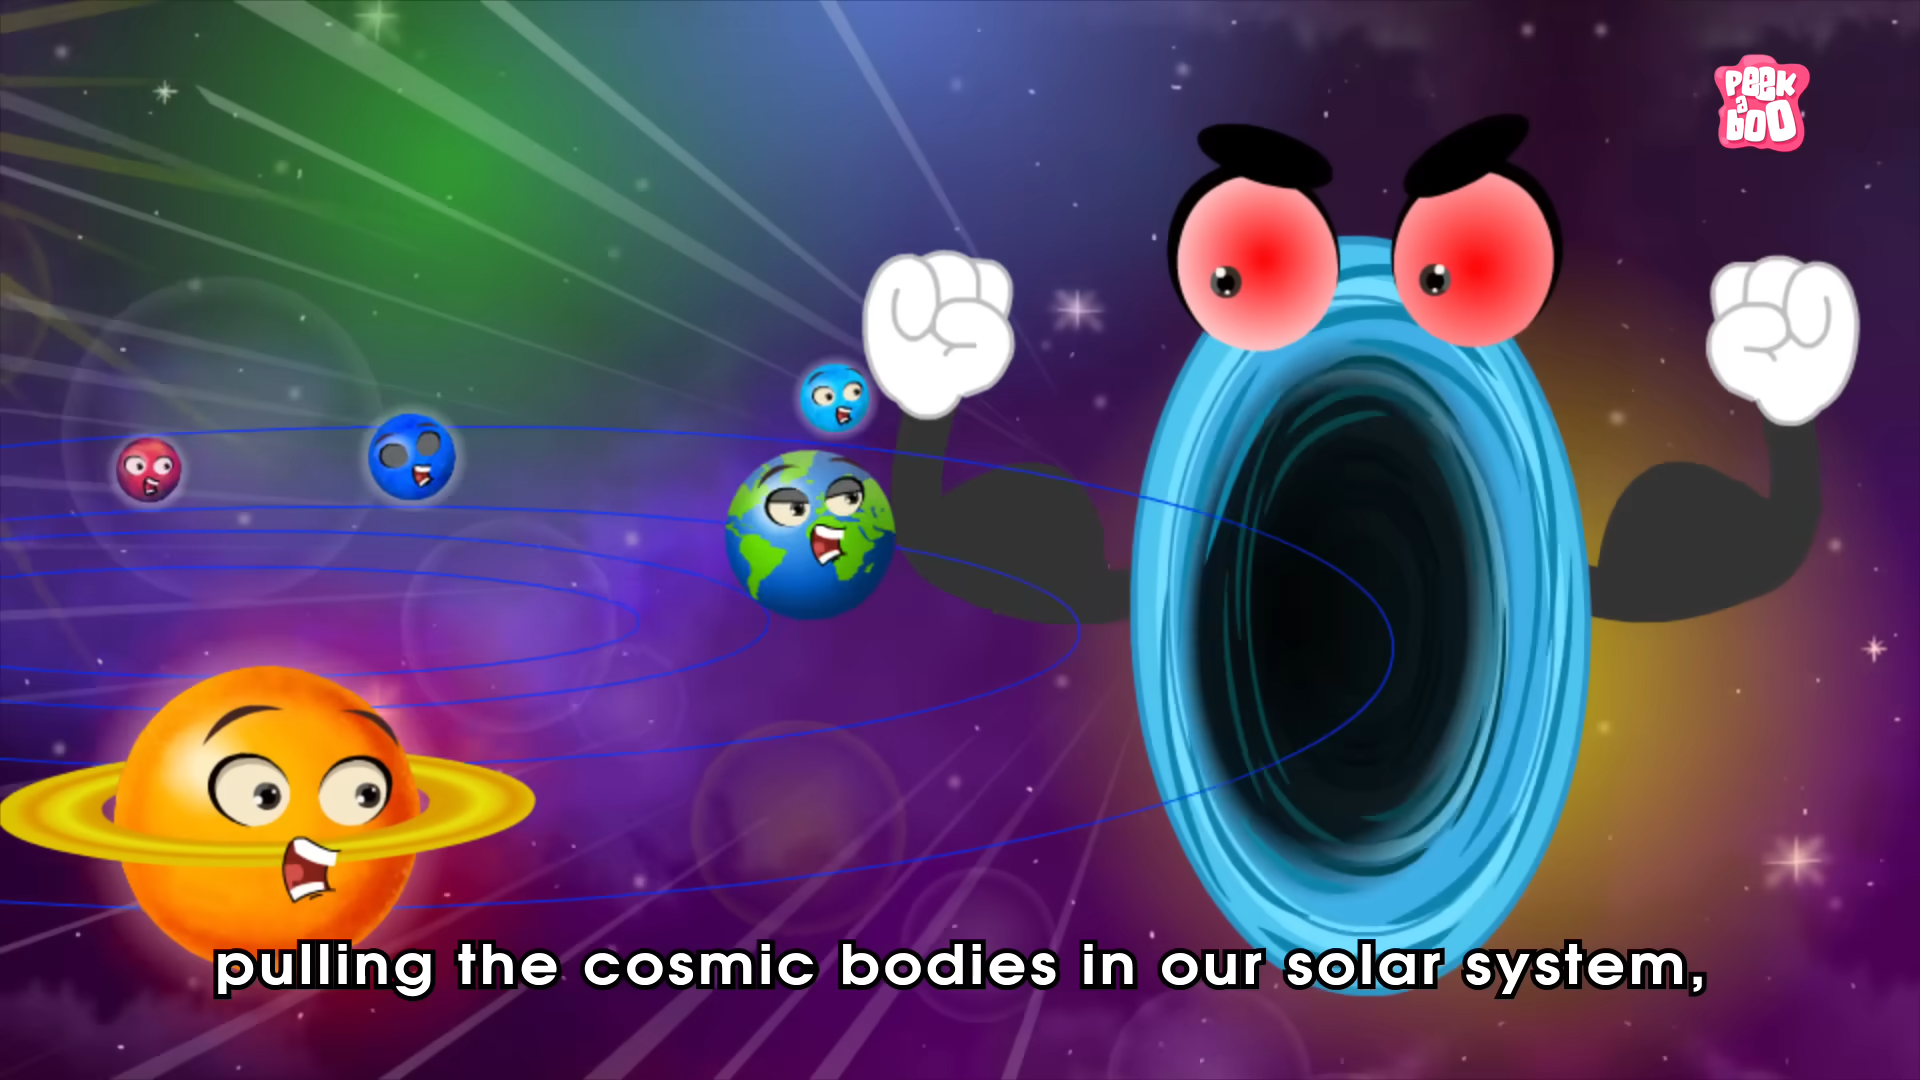 PEEK
a
boo
pulling the cosmic bodies in our solar system,